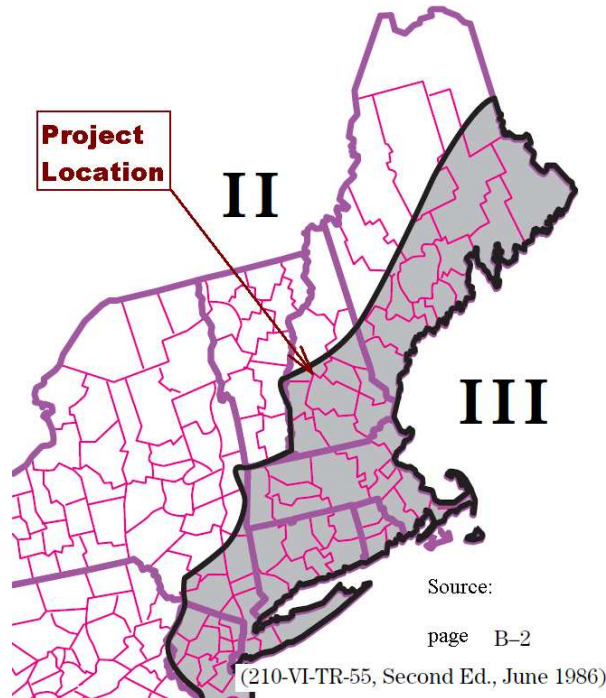 Project
Location
II
III
Source:
page B–2
(210-VI-TR-55, Second Ed., June 1986)